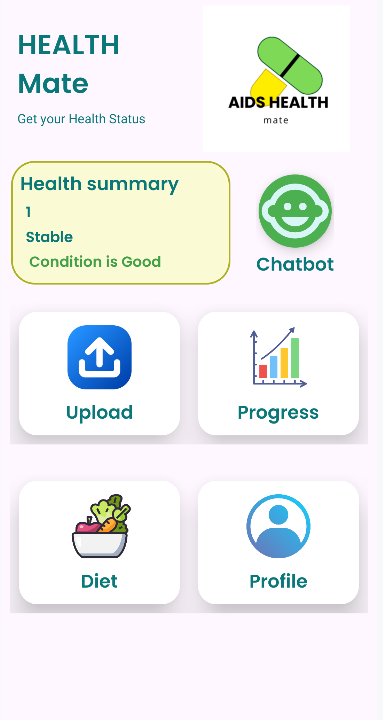 HEALTH
Mate
Get your Health Status
AIDS HEALTH
mate
Health summary
1
Stable
Condition is Good
Chatbot
Upload
Progress
Diet
Profile